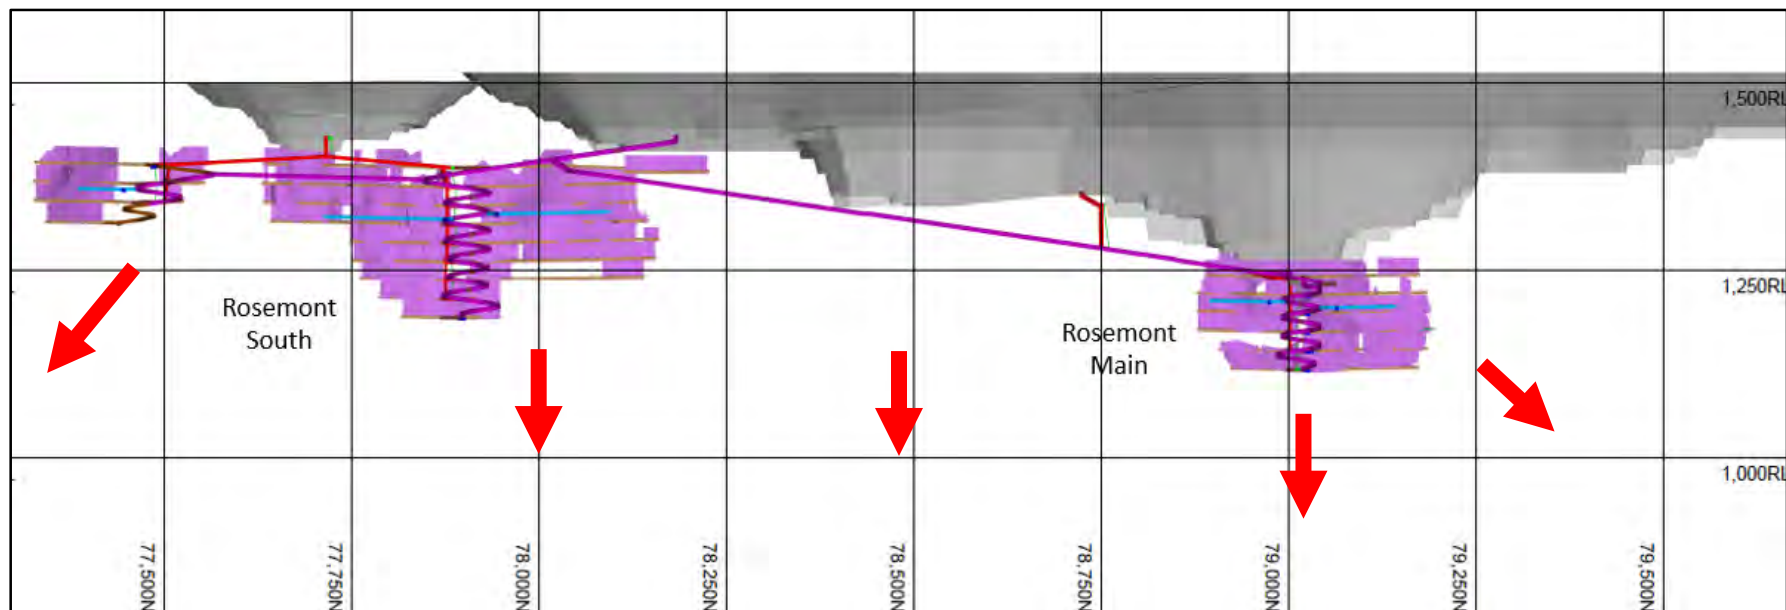 1,500RL
1,250RL
Rosemont
South
Rosemont
Main
1,000RL
77,500N
77,750N
78,000N
78,250N
78,500N
78,750N
79,000N
79,250N
79,500N